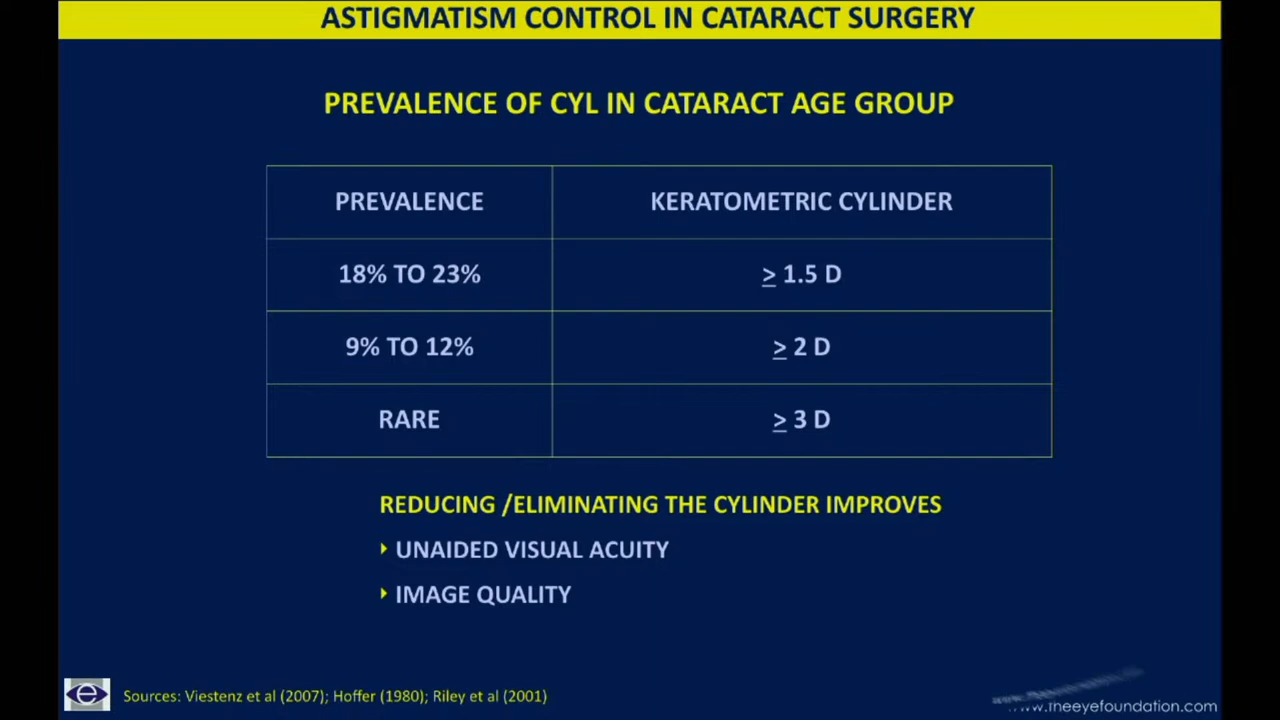 ASTIGMATISM CONTROL IN CATARACT SURGERY
PREVALENCE OF CYL IN CATARACT AGE GROUP
PREVALENCE KERATOMETRIC CYLINDER
18% TO 23% ≥ 1.5 D
9% TO 12% ≥ 2 D
RARE ≥ 3 D
REDUCING /ELIMINATING THE CYLINDER IMPROVES
UNAIDED VISUAL ACUITY
IMAGE QUALITY
e
Sources: Viestenz et al (2007); Hoffer (1980); Riley et al (2001)
www.theeyefoundation.com